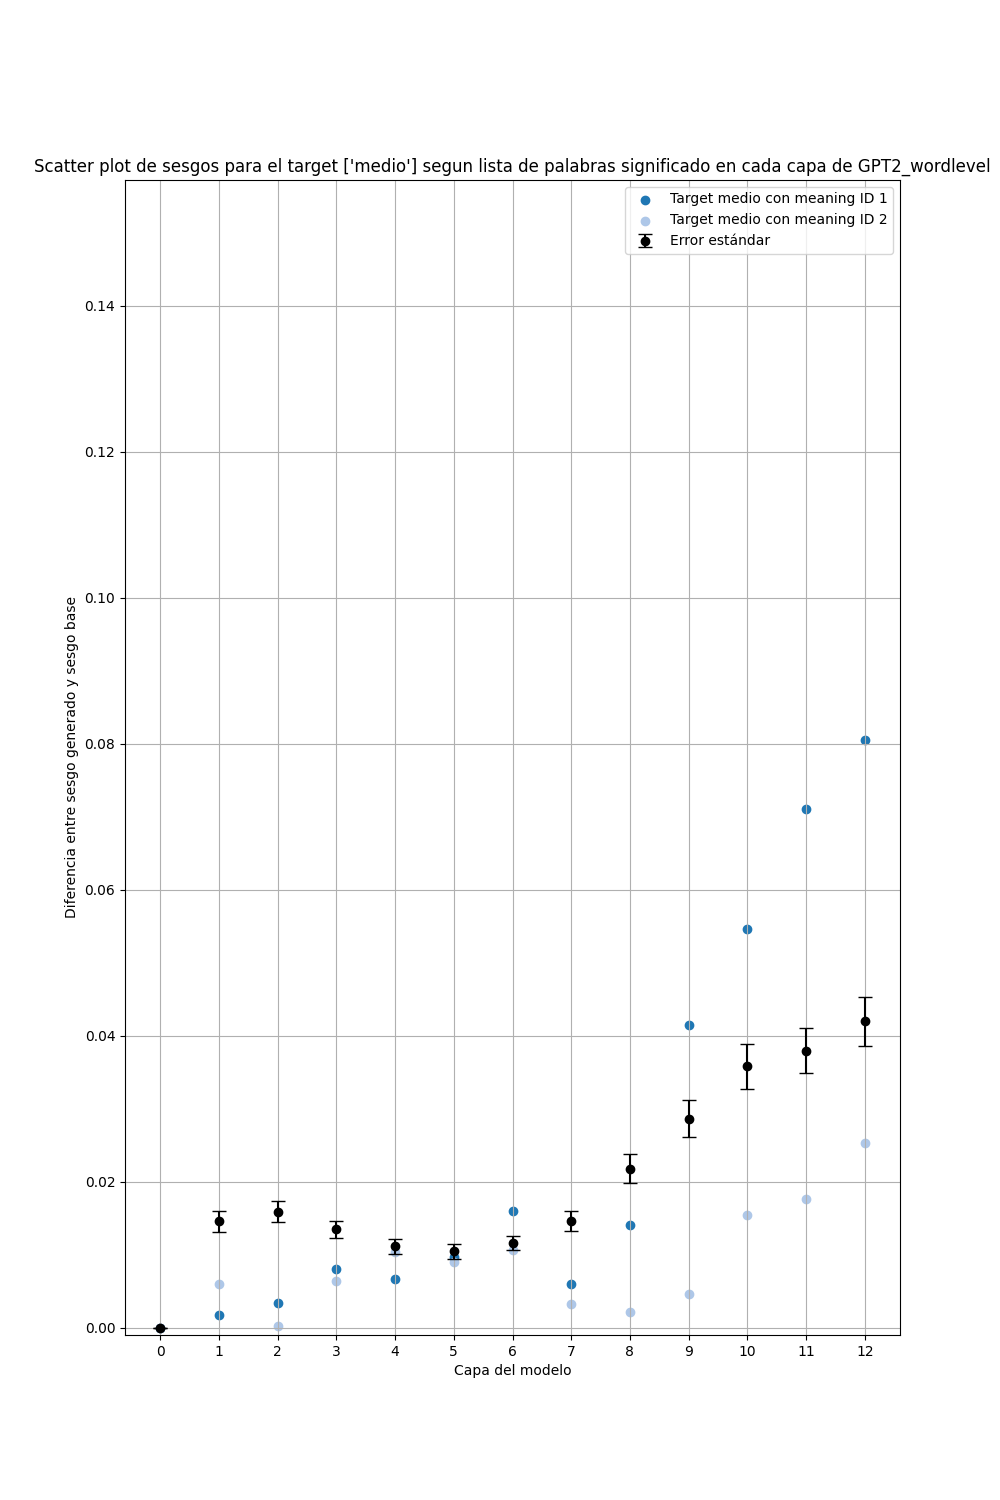 Scatter plot de sesgos para el target ['medio'] segun lista de palabras significado en cada capa de GPT2_wordlevel
Target medio con meaning ID 1
Target medio con meaning ID 2
Error estándar
0.14
0.12
0.10
0.08
0.06
0.04
0.02
0.00
Diferencia entre sesgo generado y sesgo base
0 1 2 3 4 5 6 7 8 9 10 11 12
Capa del modelo